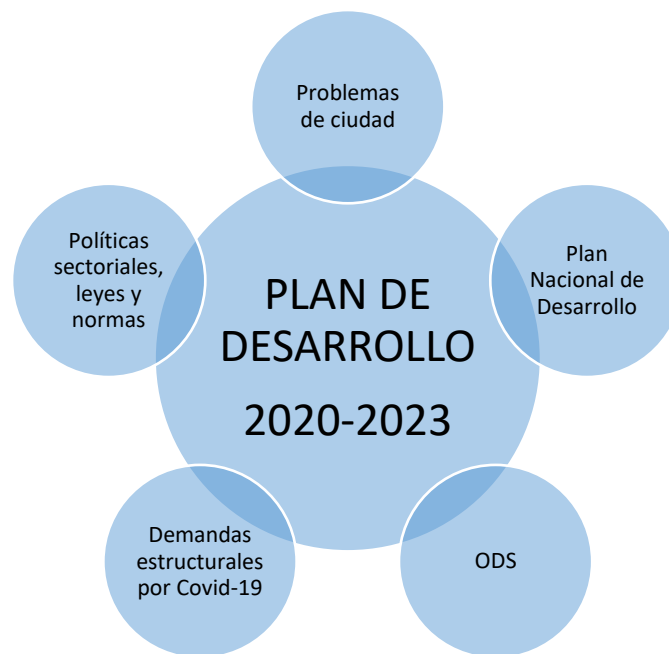 Problemas
de ciudad
Políticas
sectoriales,
leyes y
normas
Plan
Nacional de
Desarrollo
PLAN DE
DESARROLLO
2020-2023
Demandas
estructurales
por Covid-19
ODS